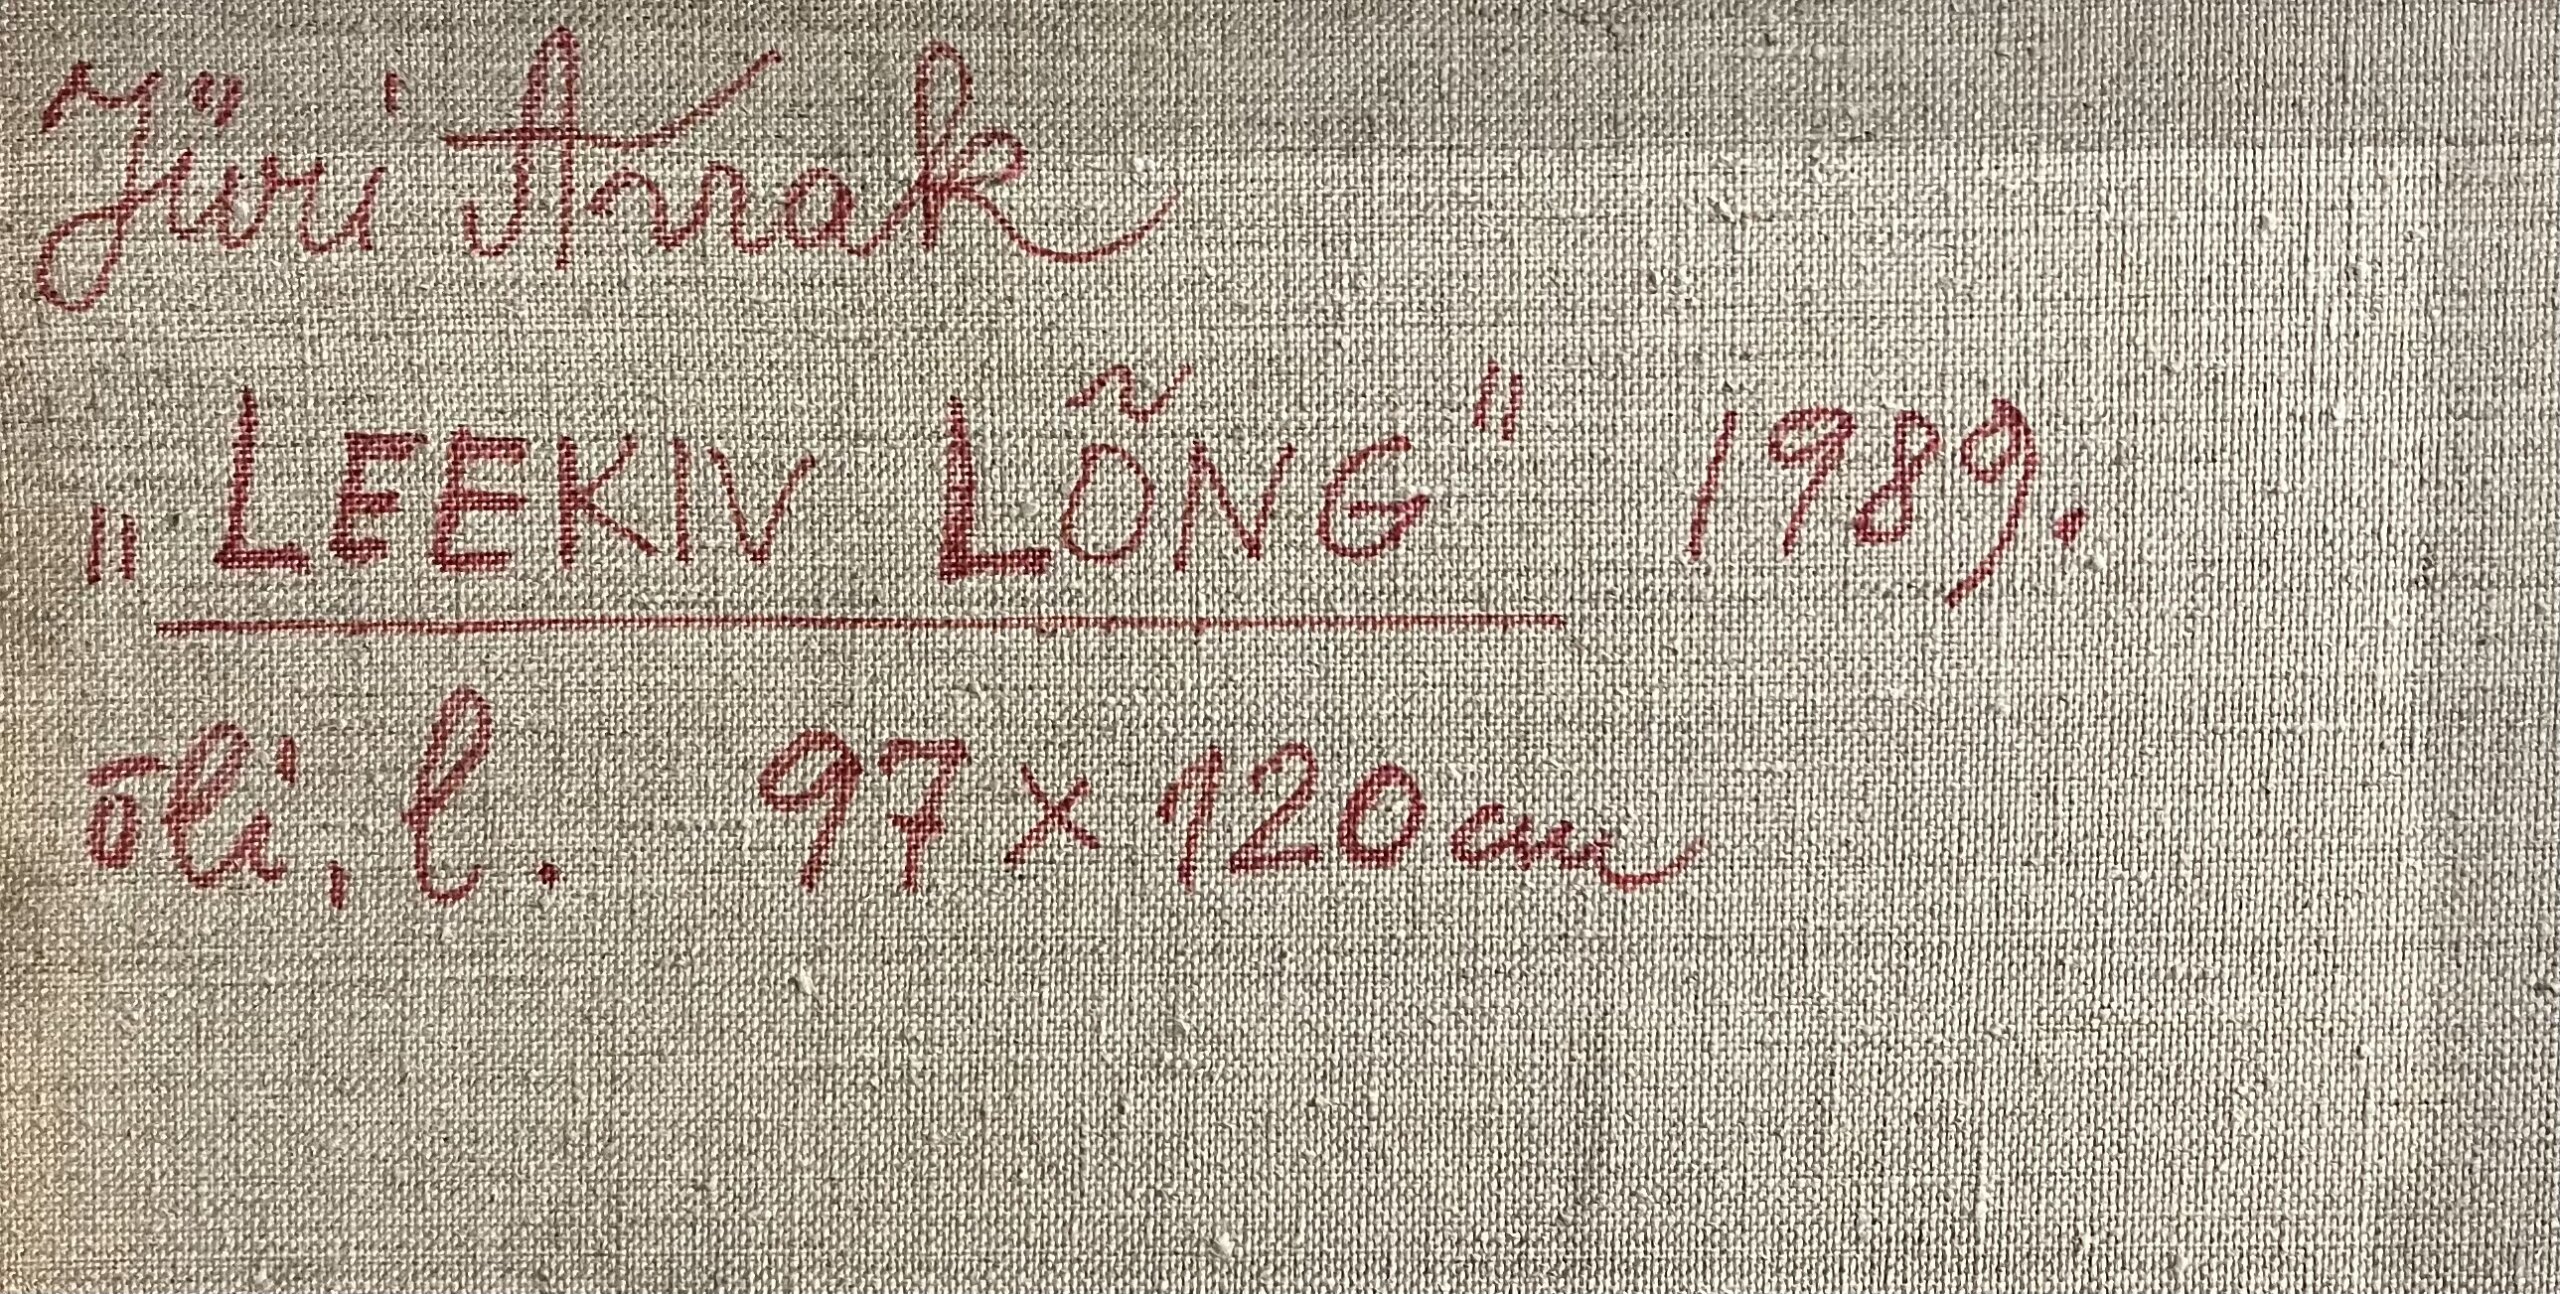 Jüri Arrak
„LEEKIV LÕNG" 1989.
õli, l. 97 × 120 cm